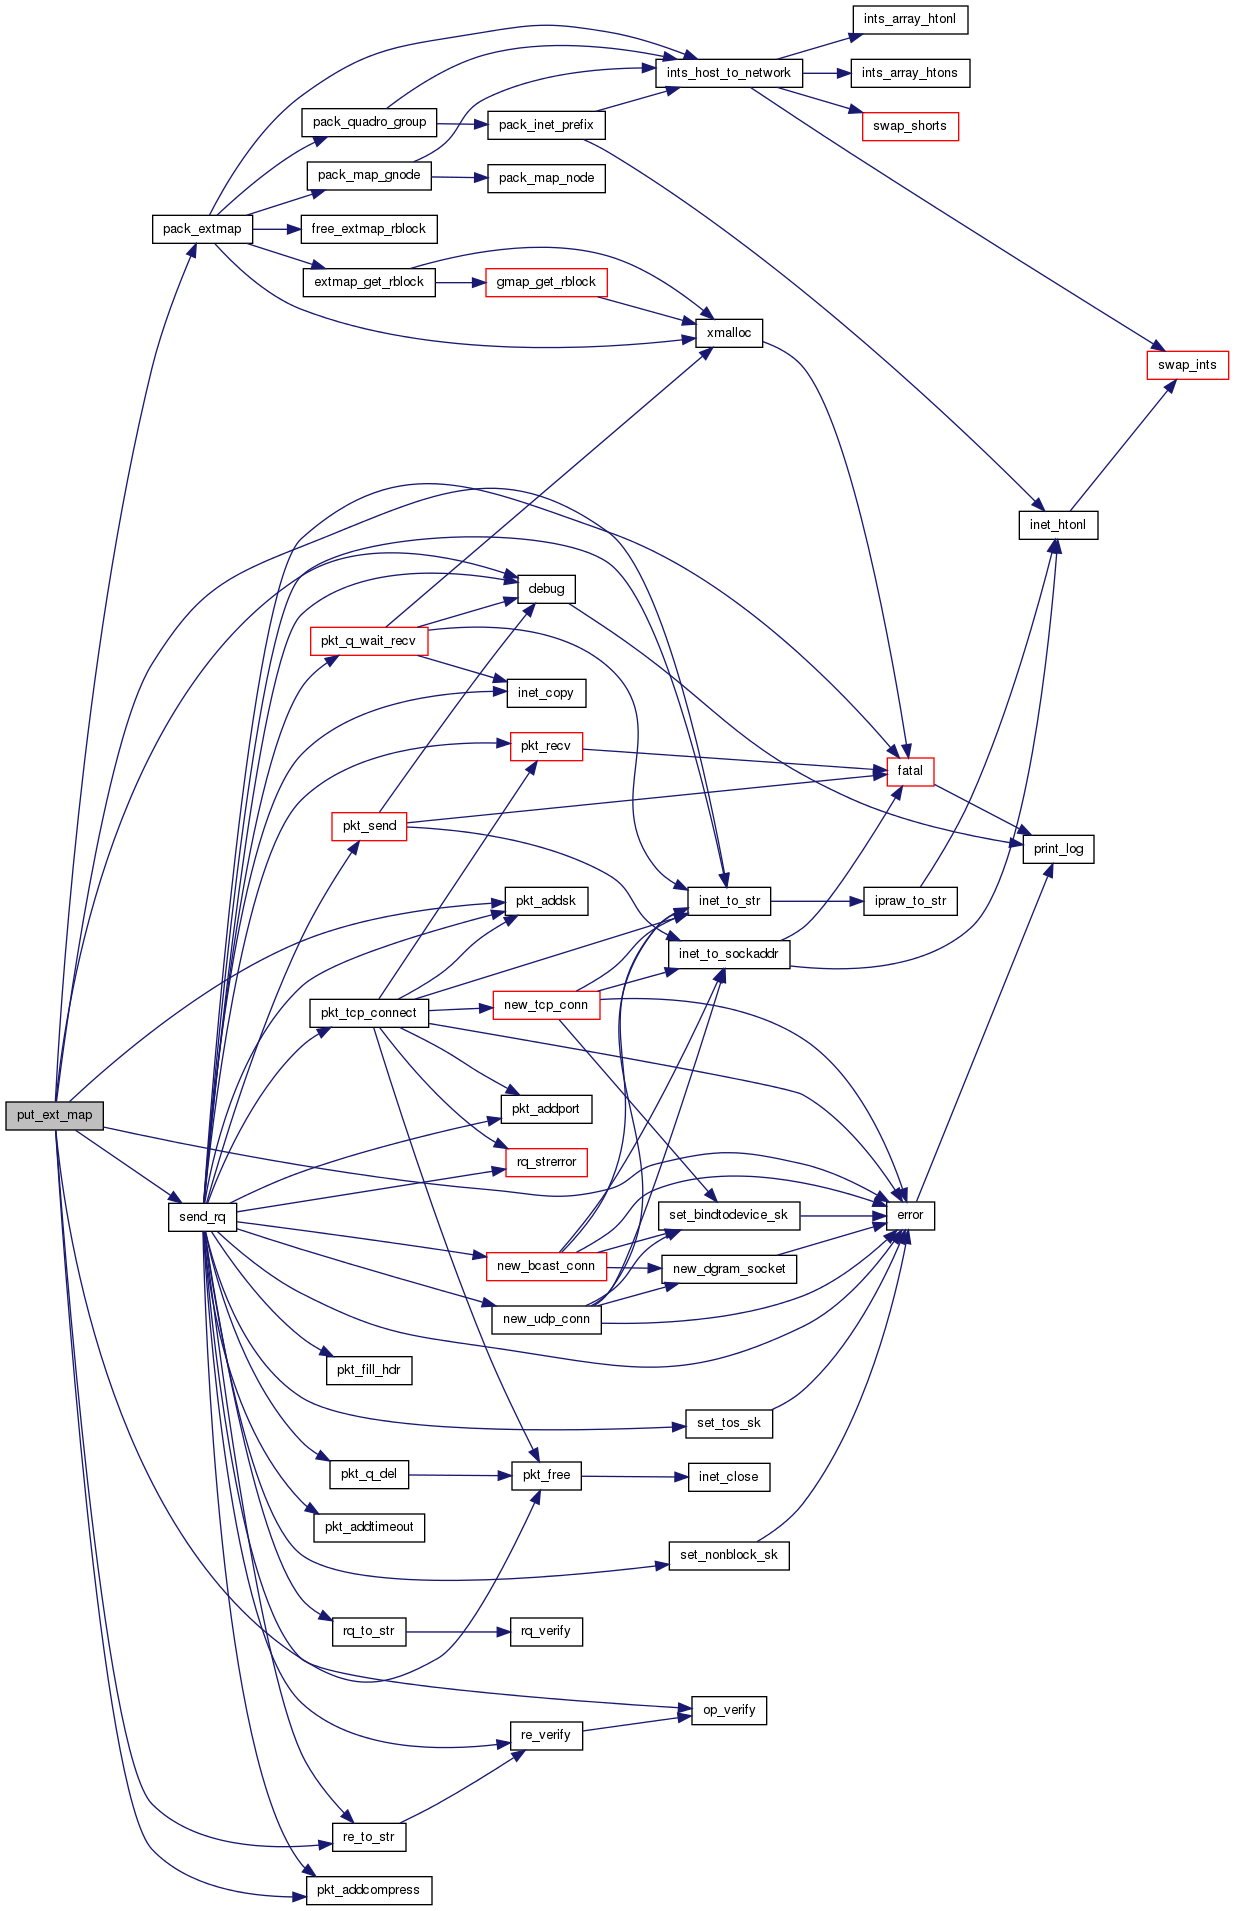 ints_array_htonl
ints_host_to_network
ints_array_htons
pack_quadro_group
pack_inet_prefix
swap_shorts
pack_map_gnode
pack_map_node
pack_extmap
free_extmap_rblock
extmap_get_rblock
gmap_get_rblock
xmalloc
swap_ints
inet_htonl
debug
pkt_q_wait_recv
inet_copy
pkt_recv
fatal
pkt_send
print_log
pkt_addsk
inet_to_str
ipraw_to_str
inet_to_sockaddr
pkt_tcp_connect
new_tcp_conn
put_ext_map
pkt_addport
rq_strerror
send_rq
set_bindtodevice_sk
error
new_bcast_conn
new_dgram_socket
new_udp_conn
pkt_fill_hdr
set_tos_sk
pkt_q_del
pkt_free
inet_close
pkt_addtimeout
set_nonblock_sk
rq_to_str
rq_verify
op_verify
re_verify
re_to_str
pkt_addcompress